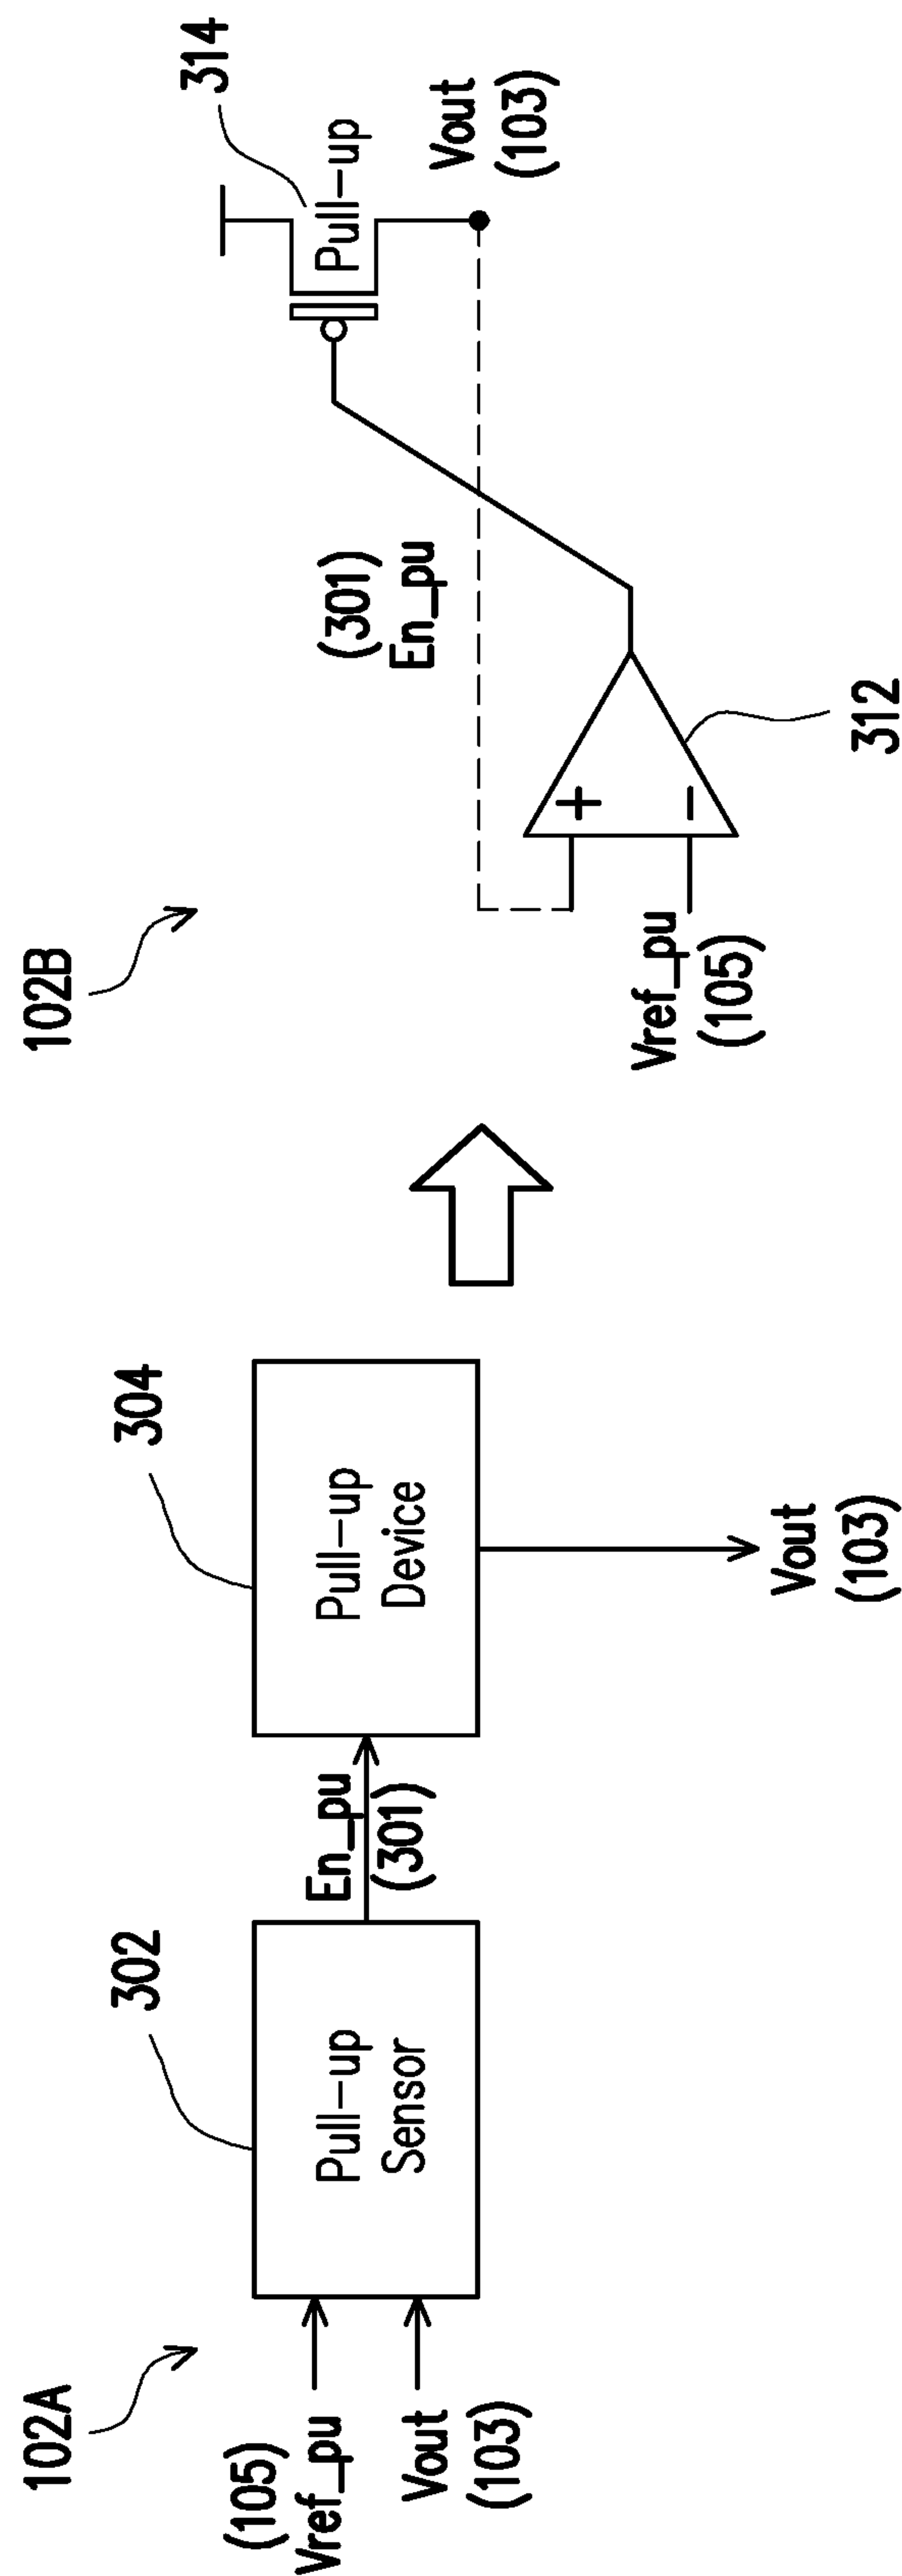 102A
(105)
Vref_pu
Vout
(103)
302
Pull-up
Sensor
En_pu
(301)
304
Pull-up
Device
Vout
(103)
102B
Vref_pu
(105)
+
−
312
(301)
En_pu
314
Pull-up
Vout
(103)